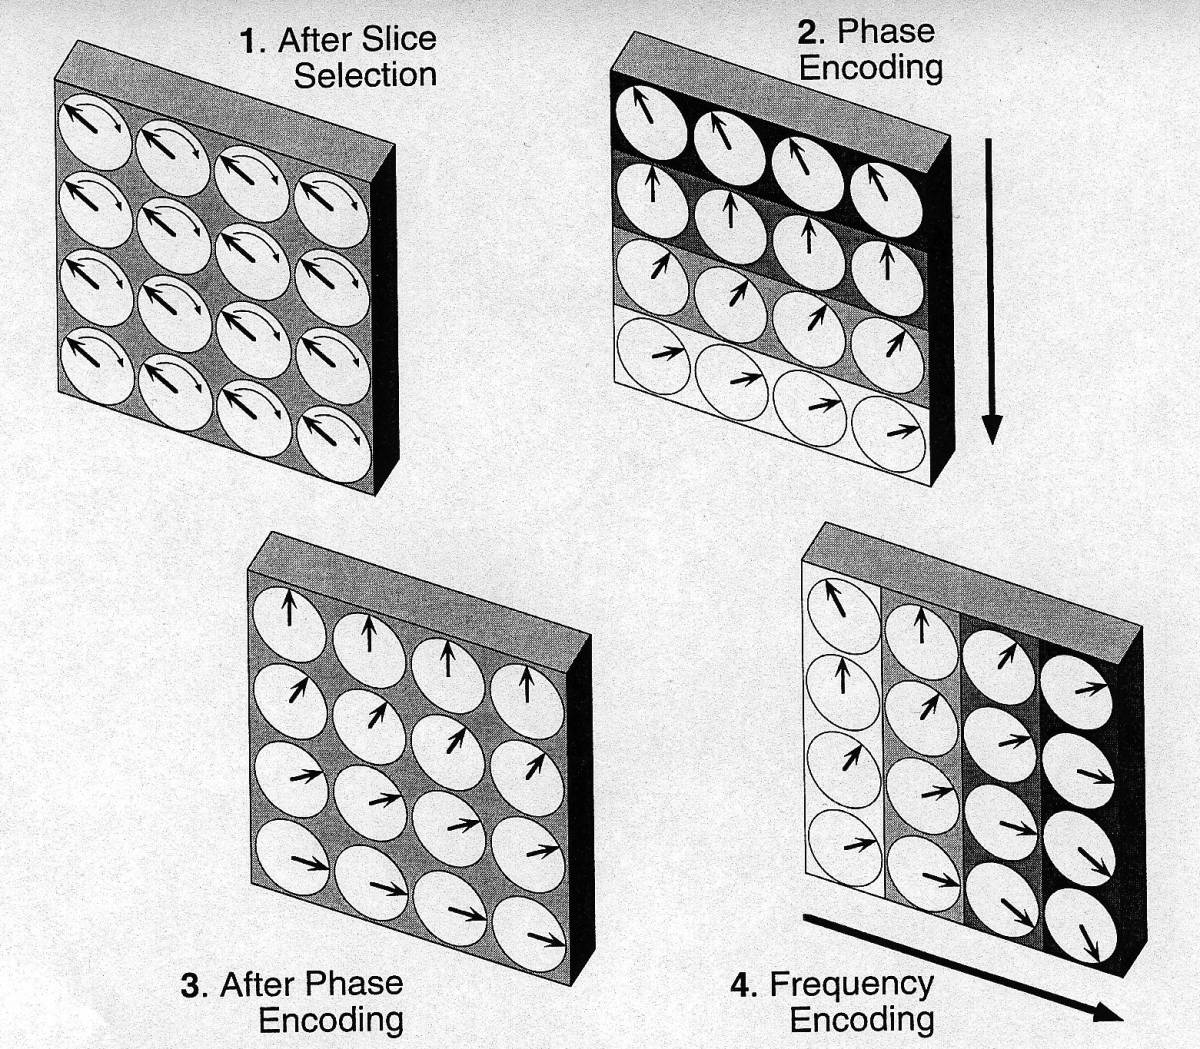 1. After Slice
Selection
2. Phase
Encoding
3. After Phase
Encoding
4. Frequency
Encoding